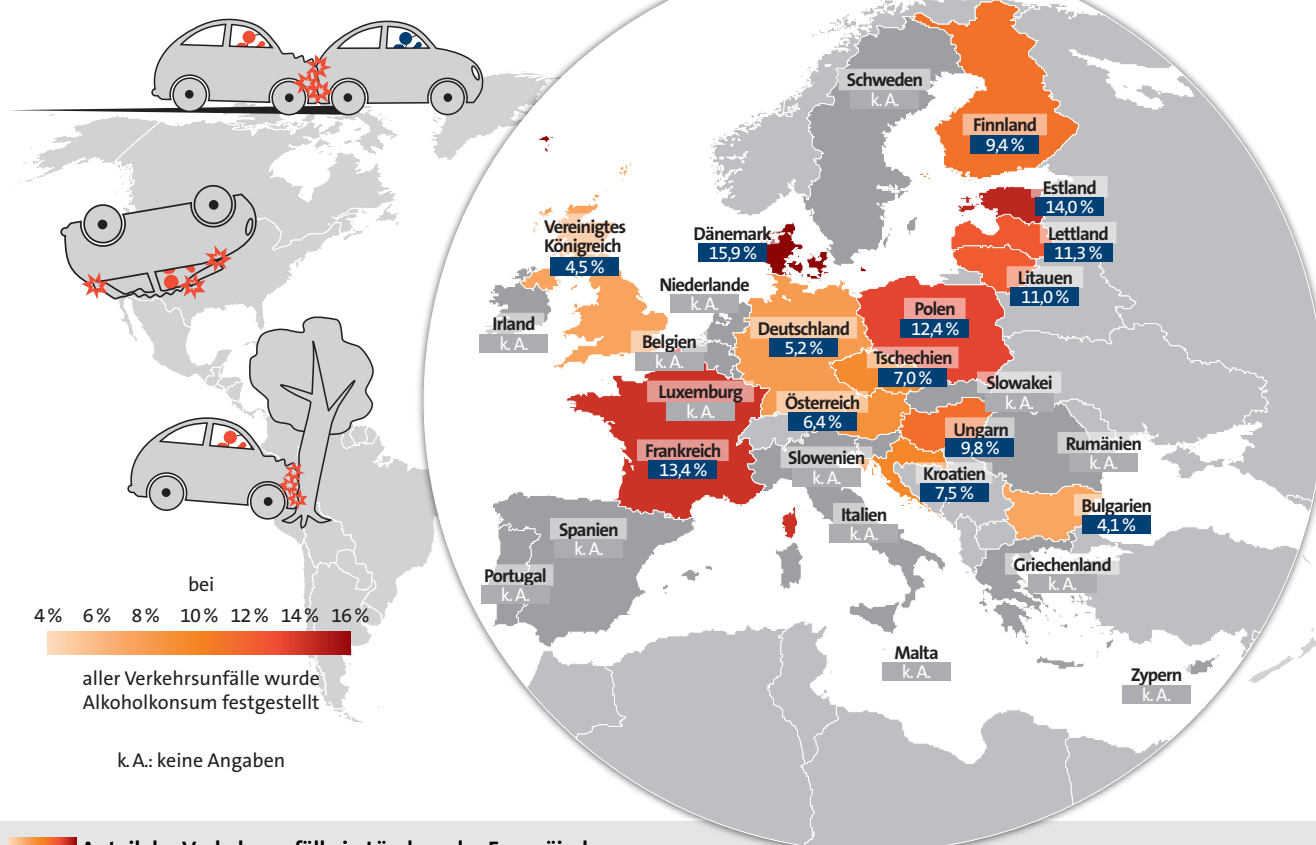 Schweden
k. A.
Finnland
9,4 %
Estland
14,0 %
Vereinigtes
Königreich
4,5 %
Dänemark
15,9 %
Lettland
11,3 %
Litauen
11,0 %
Niederlande
k. A.
Irland
k. A.
Polen
12,4 %
Deutschland
5,2 %
Belgien
k. A.
Tschechien
7,0 %
Luxemburg
k. A.
Slowakei
k. A.
Österreich
6,4 %
Ungarn
9,8 %
Rumänien
k. A.
Frankreich
13,4 %
Slowenien
k. A.
Kroatien
7,5 %
Bulgarien
4,1 %
Italien
k. A.
Spanien
k. A.
Griechenland
k. A.
Portugal
k. A.
Malta
k. A.
Zypern
k. A.
bei
4 % 6 % 8 % 10 % 12 % 14 % 16 %
aller Verkehrsunfälle wurde
Alkoholkonsum festgestellt
k. A.: keine Angaben